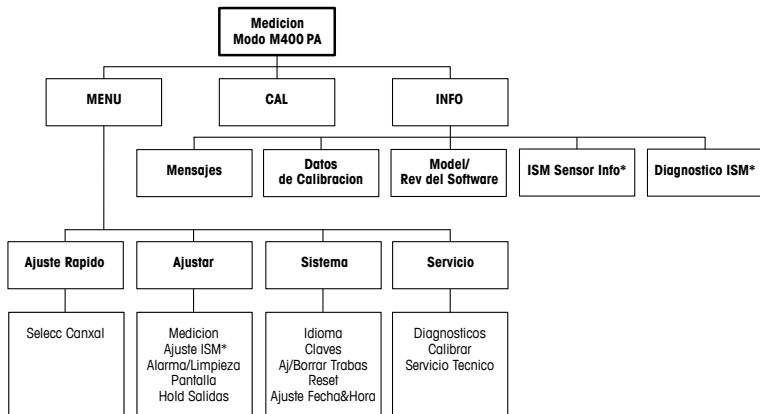 Medicion
Modo M400 PA
MENU
CAL
INFO
Mensajes
Datos
de Calibracion
Model/
Rev del Software
ISM Sensor Info*
Diagnostico ISM*
Ajuste Rapido
Ajustar
Sistema
Servicio
Selecc Canxal
Medicion
Ajuste ISM*
Alarma/Limpieza
Pantalla
Hold Salidas
Idioma
Claves
Aj/Borrar Trabas
Reset
Ajuste Fecha&Hora
Diagnosticos
Calibrar
Servicio Tecnico